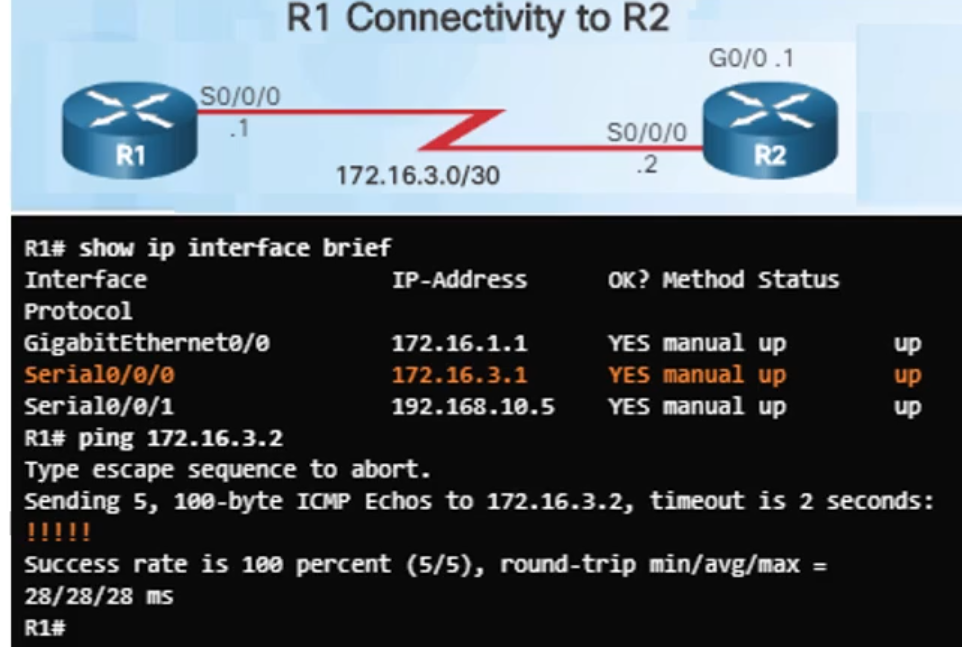 R1 Connectivity to R2
G0/0 .1
S0/0/0
.1
R1
S0/0/0
.2
R2
172.16.3.0/30
R1# show ip interface brief
Interface IP-Address OK? Method Status
Protocol
GigabitEthernet0/0 172.16.1.1 YES manual up up
Serial0/0/0 172.16.3.1 YES manual up up
Serial0/0/1 192.168.10.5 YES manual up up
R1# ping 172.16.3.2
Type escape sequence to abort.
Sending 5, 100-byte ICMP Echos to 172.16.3.2, timeout is 2 seconds:
!!!!!
Success rate is 100 percent (5/5), round-trip min/avg/max =
28/28/28 ms
R1#